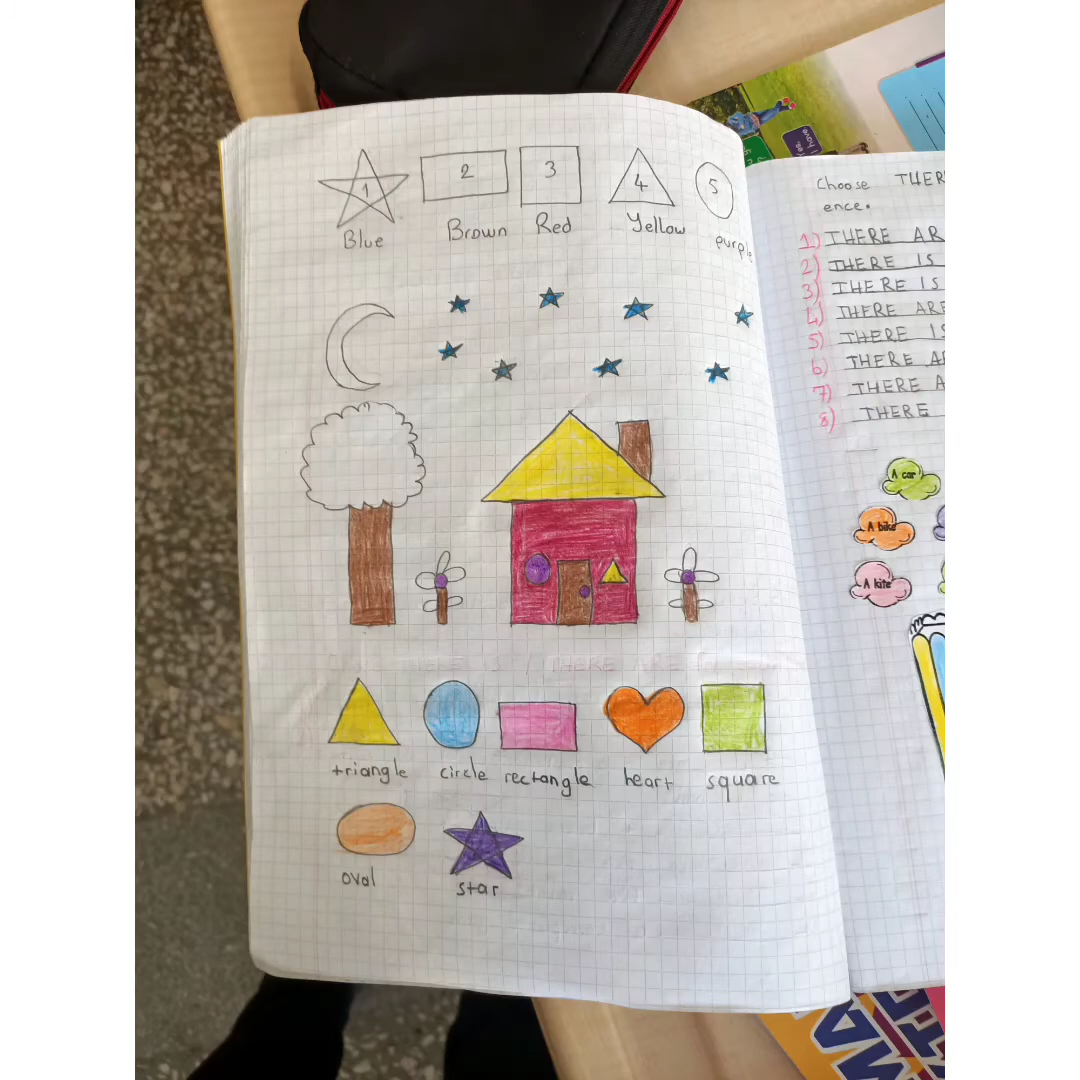 1 2 3 4 5
Blue Brown Red Yellow purple
triangle circle rectangle heart square
oval star
Choose THER
ence.
1) THERE AR
2) THERE IS
3) THERE IS
4) THERE ARE
5) THERE IS
6) THERE AR
7) THERE A
8) THERE
A car
A bike
A kite
I have